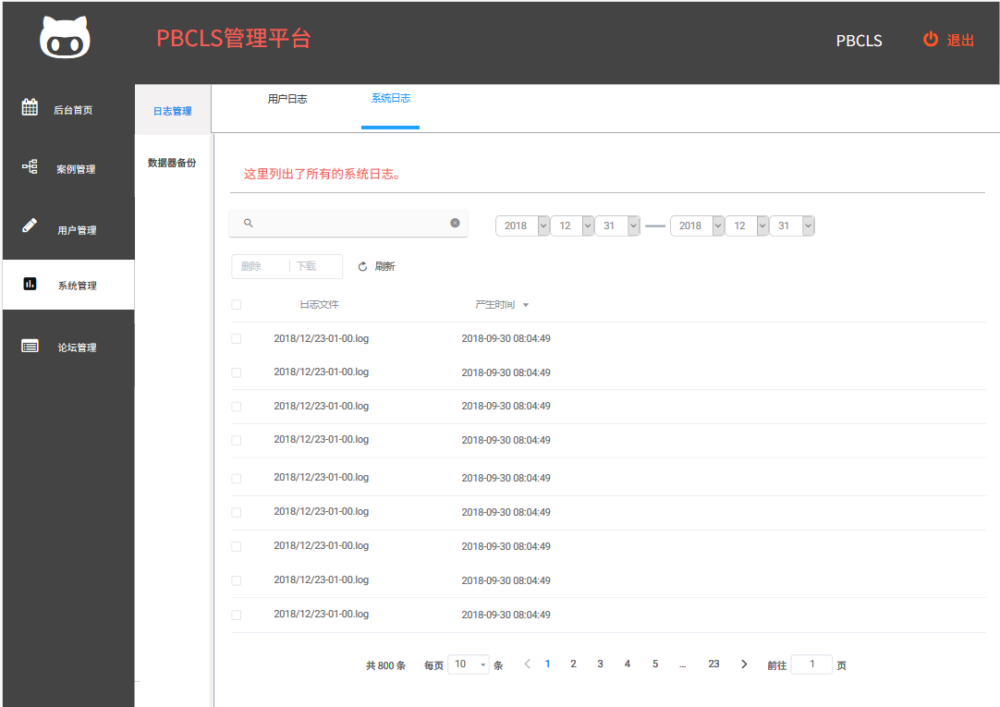 PBCLS管理平台
PBCLS 退出
后台首页
案例管理
用户管理
系统管理
论坛管理
日志管理
数据器备份
用户日志 系统日志
这里列出了所有的系统日志。
2018 12 31 2018 12 31
删除 下载 刷新
日志文件 产生时间
2018/12/23-01-00.log 2018-09-30 08:04:49
2018/12/23-01-00.log 2018-09-30 08:04:49
2018/12/23-01-00.log 2018-09-30 08:04:49
2018/12/23-01-00.log 2018-09-30 08:04:49
2018/12/23-01-00.log 2018-09-30 08:04:49
2018/12/23-01-00.log 2018-09-30 08:04:49
2018/12/23-01-00.log 2018-09-30 08:04:49
2018/12/23-01-00.log 2018-09-30 08:04:49
2018/12/23-01-00.log 2018-09-30 08:04:49
共 800 条 每页 10 条 1 2 3 4 5 ... 23 前往 1 页